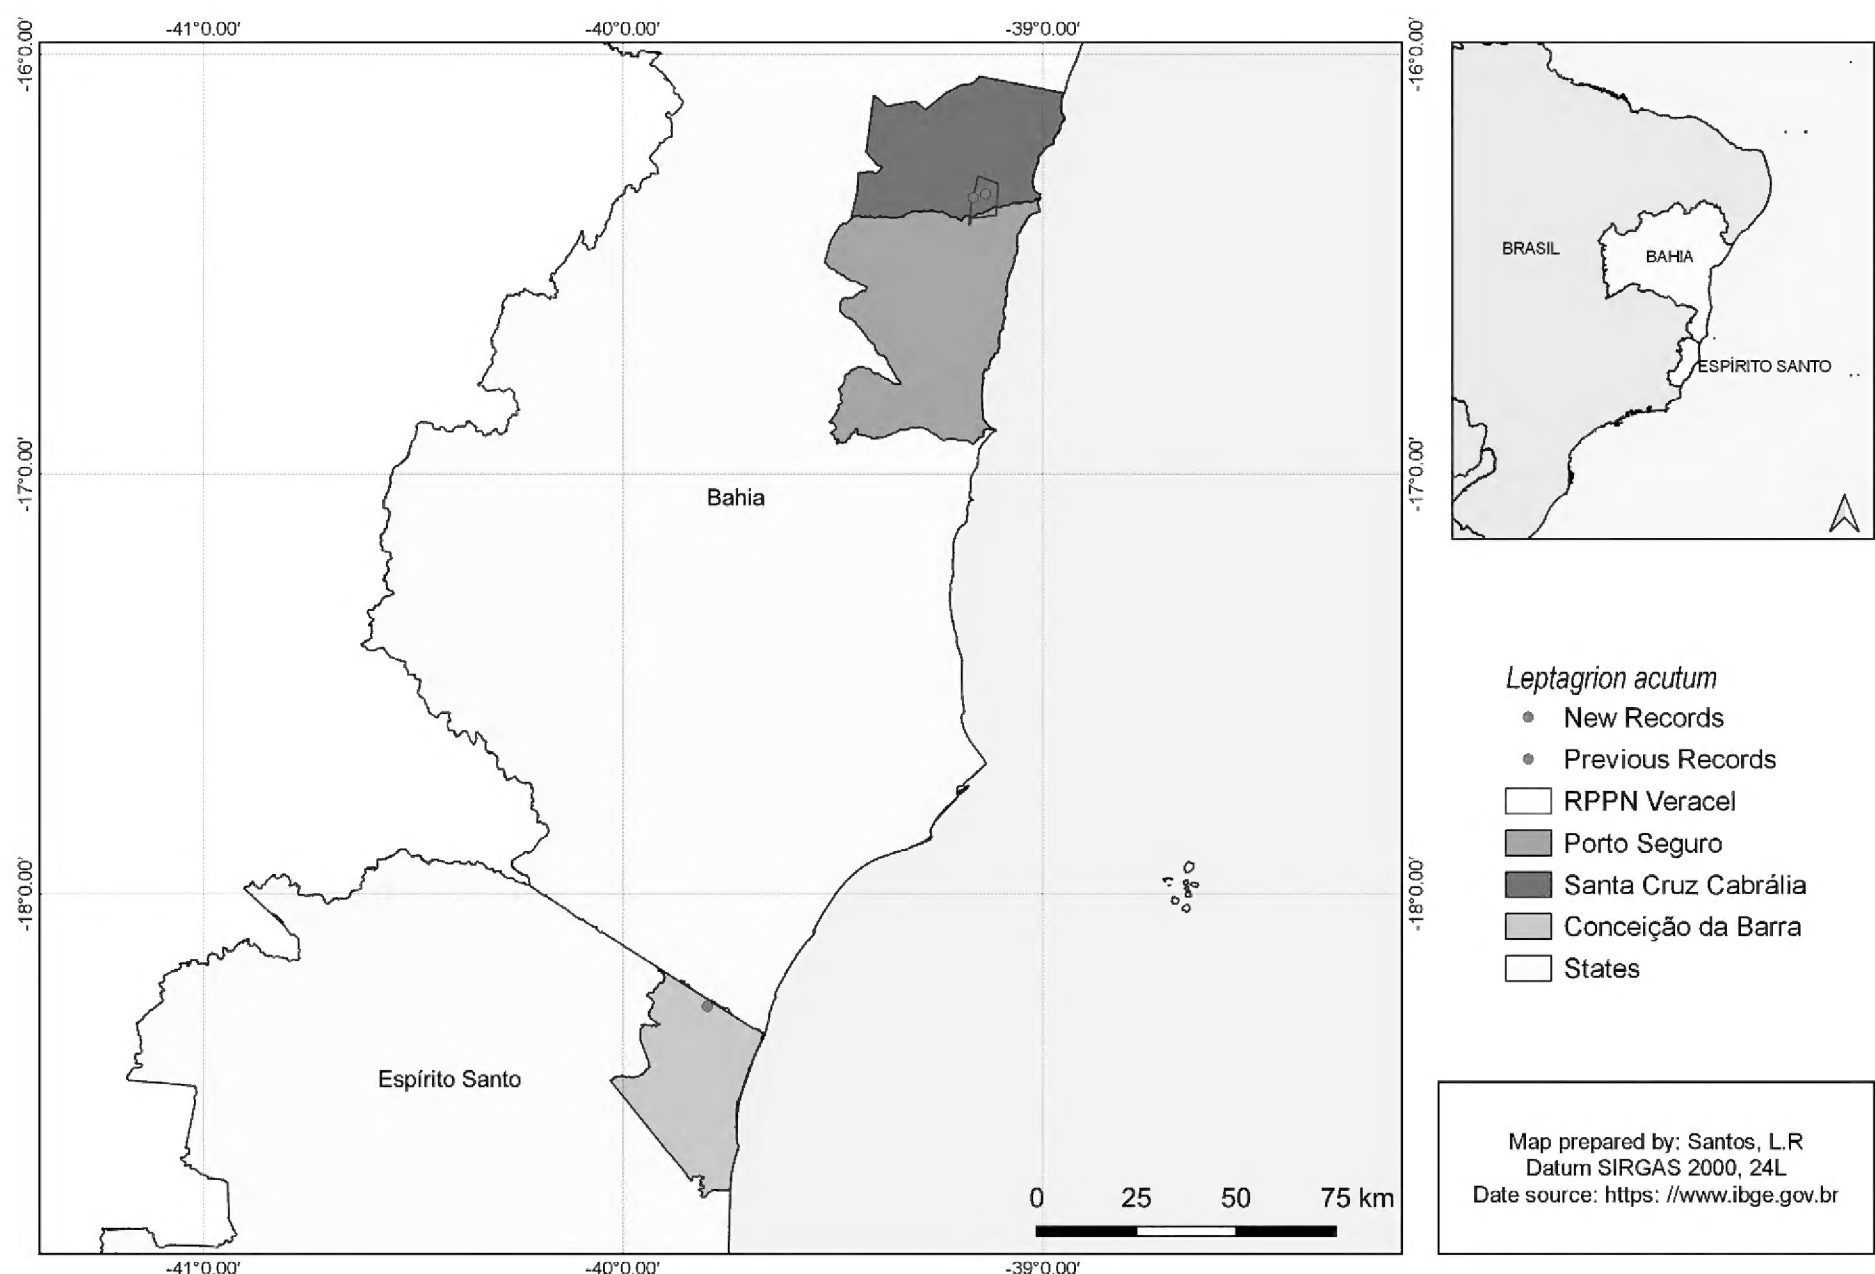 -41°0.00'
-40°0.00'
-39°0.00'
-16°0.00'
-16°0.00'
BRASIL
BAHIA
ESPÍRITO SANTO
-17°0.00'
-17°0.00'
Bahia
Leptagrion acutum
New Records
Previous Records
RPPN Veracel
Porto Seguro
Santa Cruz Cabrália
Conceição da Barra
States
-18°0.00'
-18°0.00'
Espírito Santo
0 25 50 75 km
Map prepared by: Santos, L.R
Datum SIRGAS 2000, 24L
Date source: https: //www.ibge.gov.br
-41°0.00'
-40°0.00'
-39°0.00'